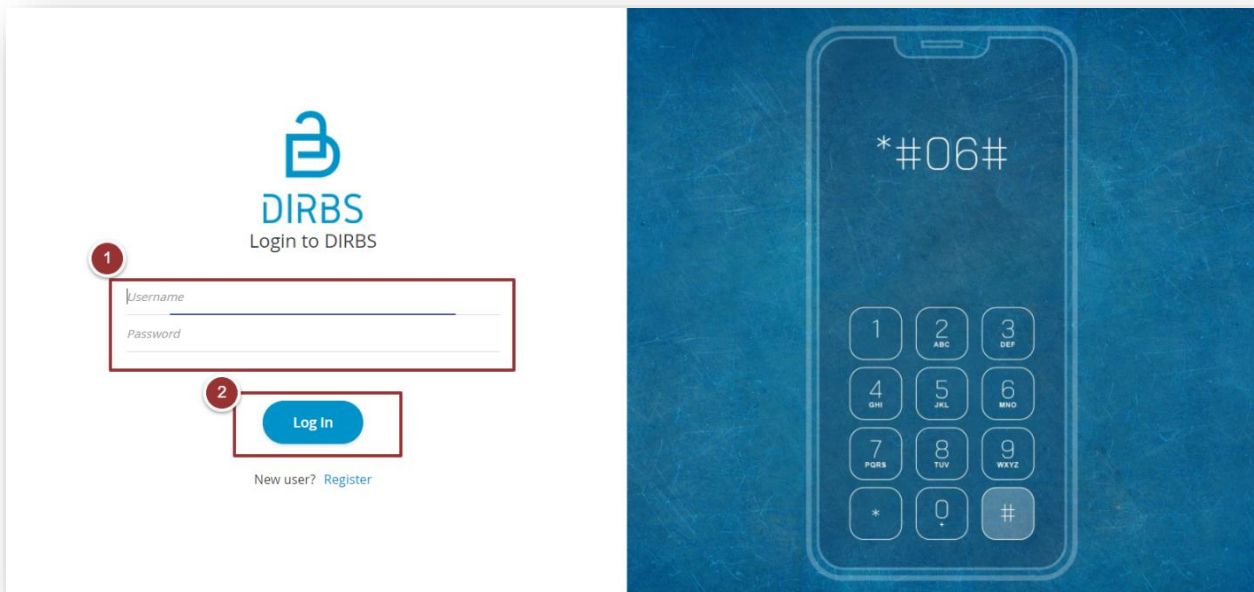 DIRBS
Login to DIRBS
1
Username
Password
2
Log In
New user? Register
*#06#
1 2 3
ABC DEF
4 5 6
GHI JKL MNO
7 8 9
PQRS TUV WXYZ
* 0 #
+